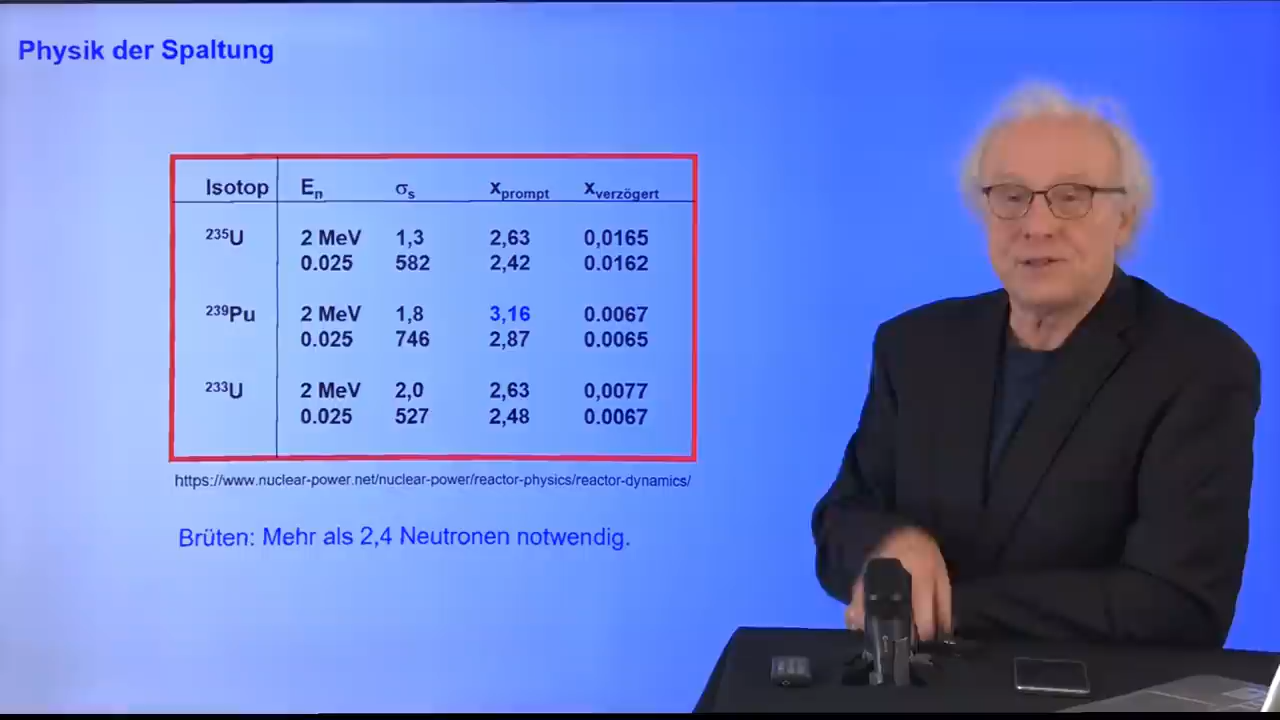 Physik der Spaltung
Isotop Eₙ σₛ x_prompt x_verzögert
²³⁵U 2 MeV 1,3 2,63 0,0165
0.025 582 2,42 0.0162
²³⁹Pu 2 MeV 1,8 3,16 0.0067
0.025 746 2,87 0.0065
²³³U 2 MeV 2,0 2,63 0,0077
0.025 527 2,48 0.0067
https://www.nuclear-power.net/nuclear-power/reactor-physics/reactor-dynamics/
Brüten: Mehr als 2,4 Neutronen notwendig.